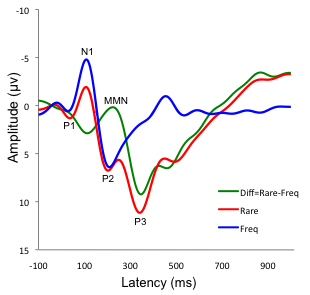 -10
-5
0
5
10
15
Amplitude (µv)
N1
MMN
P1
P2
P3
Diff=Rare-Freq
Rare
Freq
-100 100 300 500 700 900
Latency (ms)